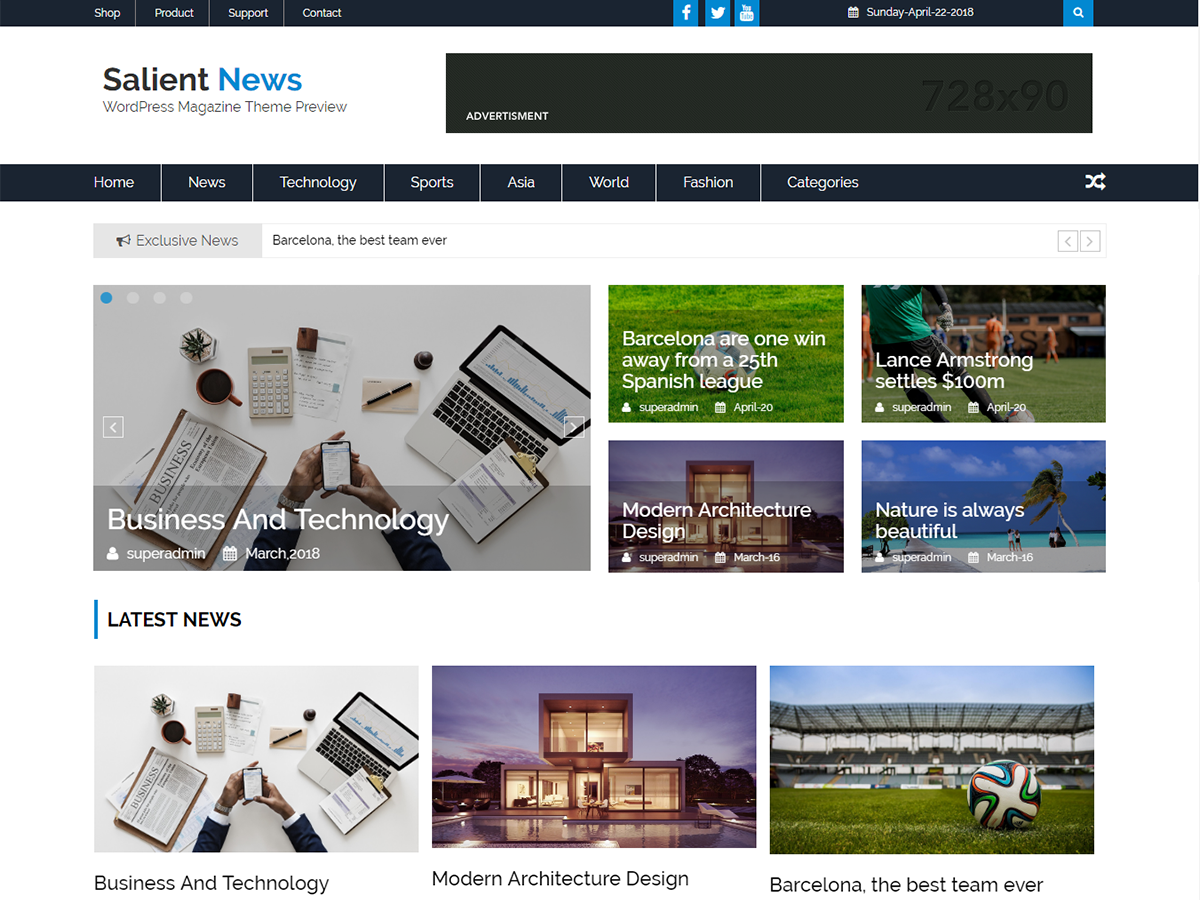 Shop Product Support Contact Sunday-April-22-2018
Salient News
WordPress Magazine Theme Preview
728x90
ADVERTISMENT
Home News Technology Sports Asia World Fashion Categories
Exclusive News Barcelona, the best team ever
BUSINESS
Business And Technology
superadmin March,2018
Barcelona are one win
away from a 25th
Spanish league
superadmin April-20
Lance Armstrong
settles $100m
superadmin April-20
Modern Architecture
Design
superadmin March-16
Nature is always
beautiful
superadmin March-16
LATEST NEWS
BUSINESS
Business And Technology
Modern Architecture Design
Barcelona, the best team ever